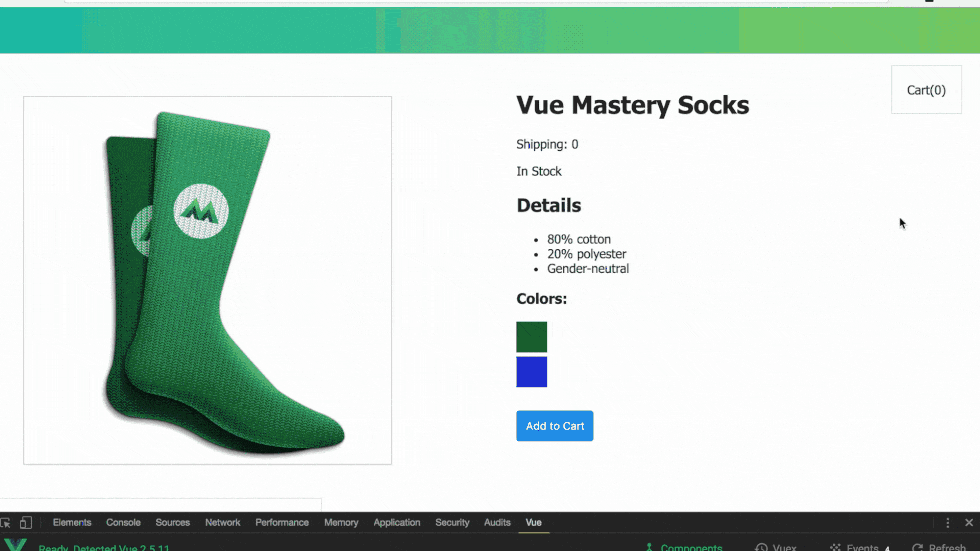 Cart(0)
Vue Mastery Socks
Shipping: 0
In Stock
Details
80% cotton
20% polyester
Gender-neutral
Colors:
Add to Cart
Elements Console Sources Network Performance Memory Application Security Audits Vue
Ready. Detected Vue 2.5.11 Components Vuex Events 4 Refresh